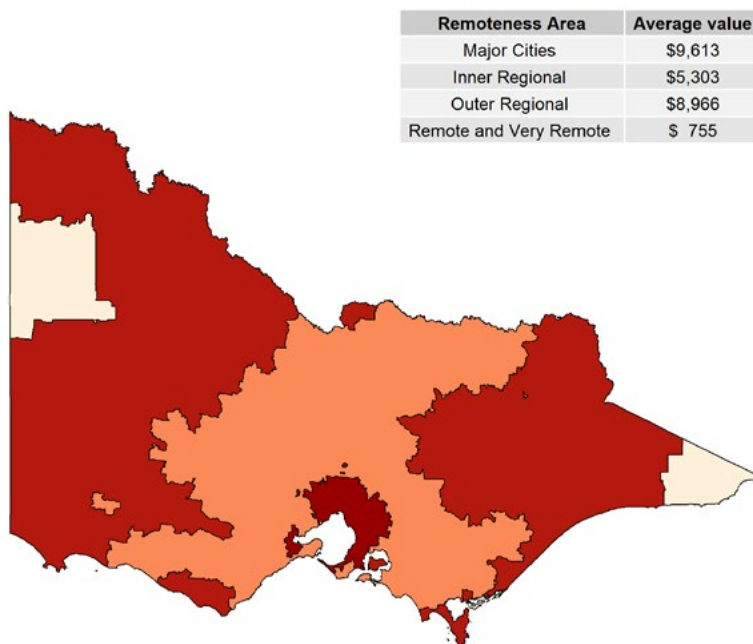 Remoteness Area Average value
Major Cities $9,613
Inner Regional $5,303
Outer Regional $8,966
Remote and Very Remote $ 755